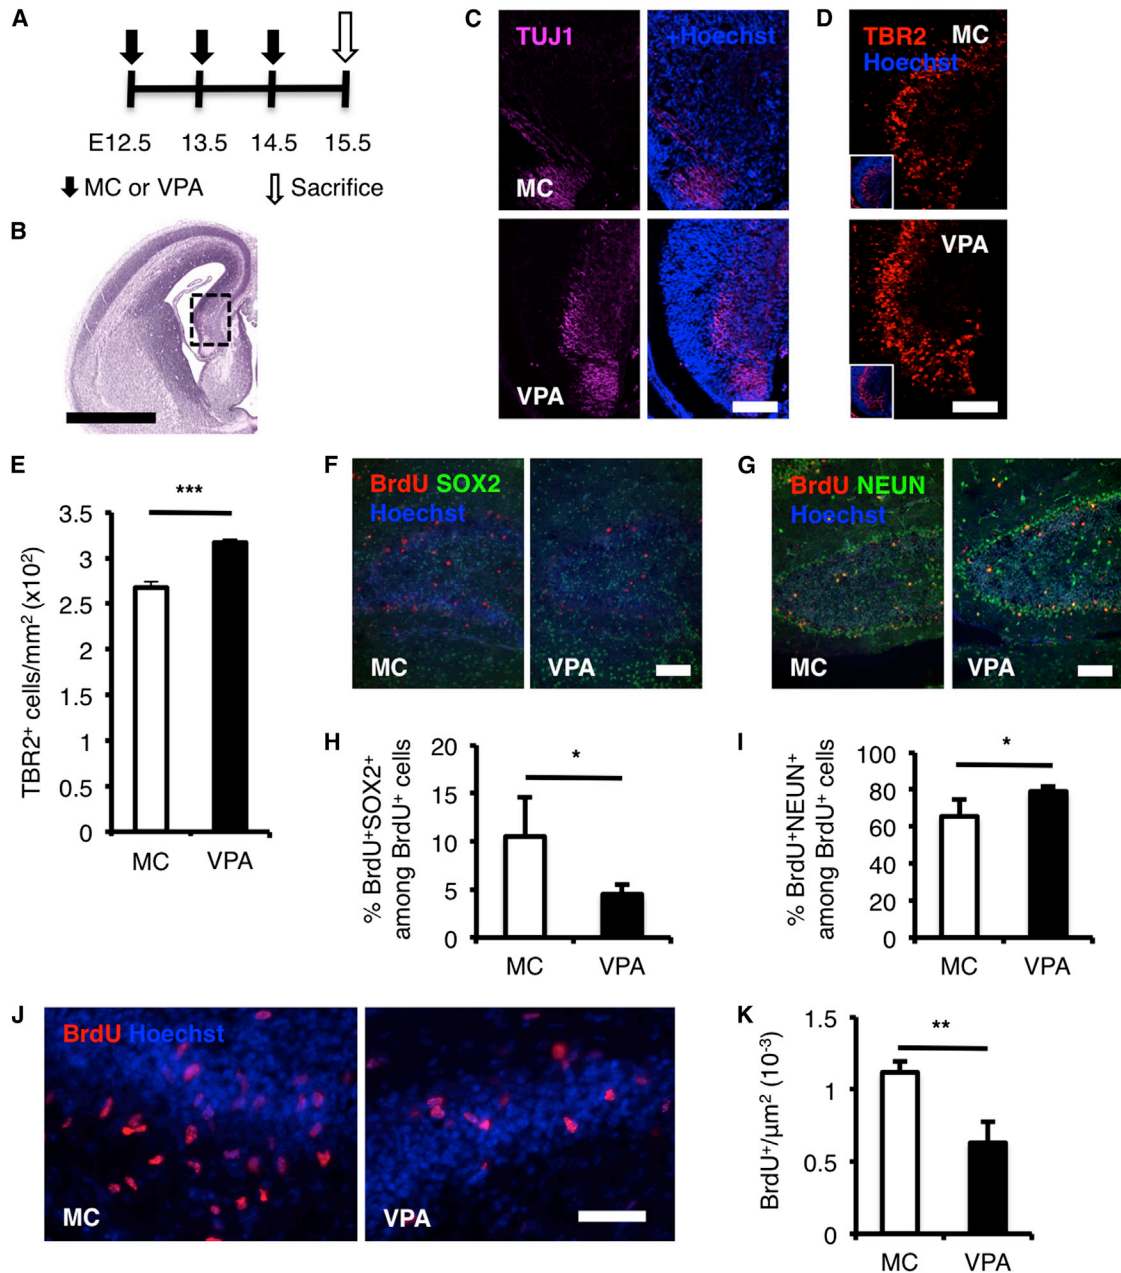 A
E12.5 13.5 14.5 15.5
MC or VPA Sacrifice
B
C
TUJ1 +Hoechst
MC
VPA
D
TBR2 MC
Hoechst
VPA
E
***
TBR2+ cells/mm2 (x102)
3.5
3
2.5
2
1.5
1
0.5
0
MC VPA
F
BrdU SOX2
Hoechst
MC VPA
G
BrdU NEUN
Hoechst
MC VPA
H
% BrdU+SOX2+
among BrdU+ cells
20
15
10
5
0
*
MC VPA
I
% BrdU+NEUN+
among BrdU+ cells
100
80
60
40
20
0
*
MC VPA
J
BrdU Hoechst
MC VPA
K
BrdU+/µm2 (10-3)
1.5
1
0.5
0
**
MC VPA